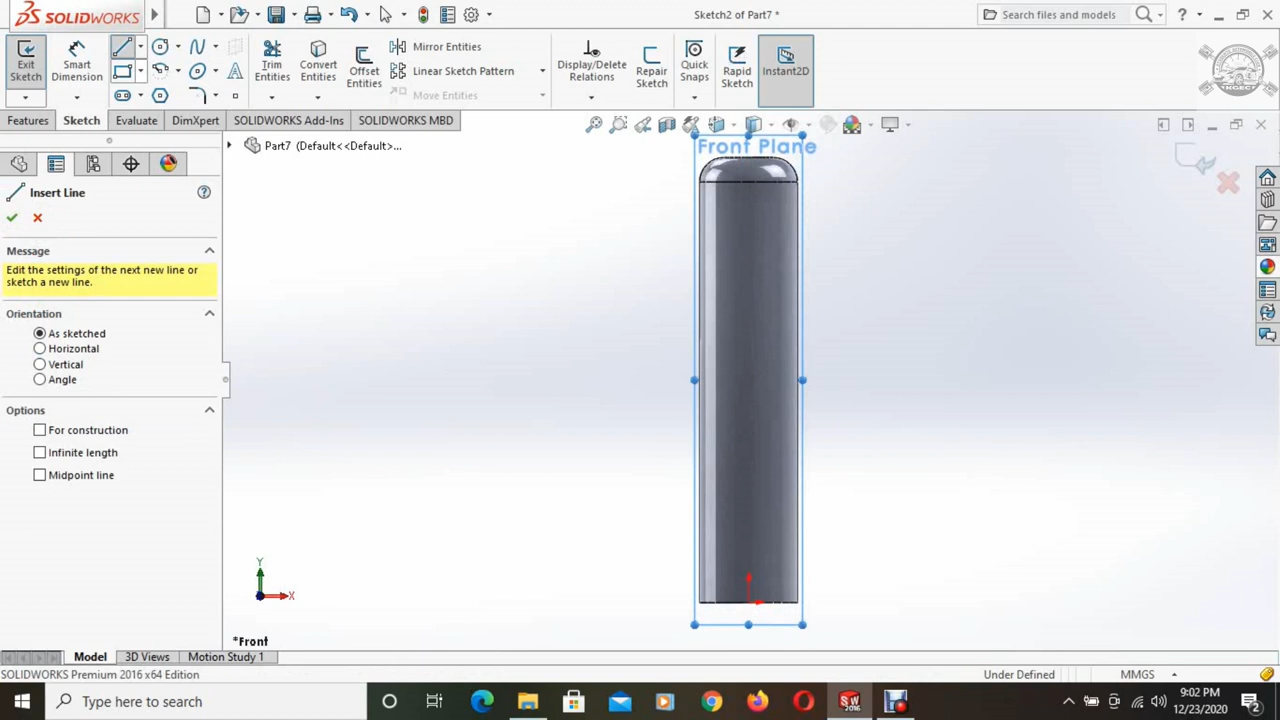 SOLIDWORKS
Sketch2 of Part7 *
Search files and models
Exit Sketch
Smart Dimension
Trim Entities
Convert Entities
Offset Entities
Mirror Entities
Linear Sketch Pattern
Move Entities
Display/Delete Relations
Repair Sketch
Quick Snaps
Rapid Sketch
Instant2D
Features
Sketch
Evaluate
DimXpert
SOLIDWORKS Add-Ins
SOLIDWORKS MBD
Part7 (Default<<Default>...
Front Plane
Insert Line
Message
Edit the settings of the next new line or
sketch a new line.
Orientation
As sketched
Horizontal
Vertical
Angle
Options
For construction
Infinite length
Midpoint line
Y
X
*Front
Model
3D Views
Motion Study 1
SOLIDWORKS Premium 2016 x64 Edition
Under Defined
MMGS
Type here to search
SW
2016
9:02 PM
12/23/2020
2